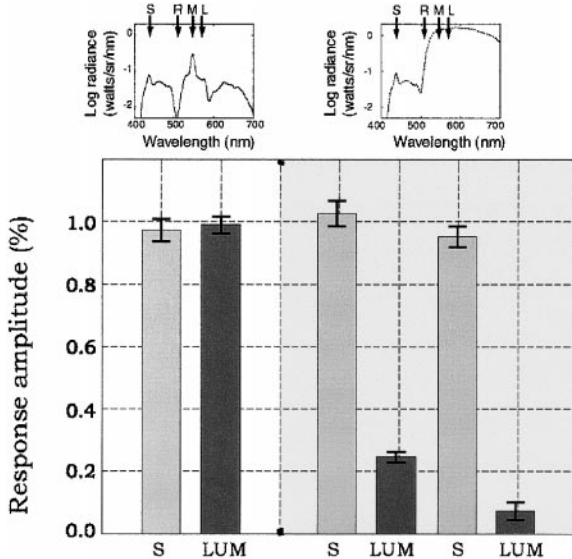 S R M L
S R M L
Log radiance
(watts/sr/nm)
0
-1
-2
400 500 600 700
Wavelength (nm)
Log radiance
(watts/sr/nm)
0
-1
-2
400 500 600 700
Wavelength (nm)
Response amplitude (%)
1.0
0.8
0.6
0.4
0.2
0.0
S LUM S LUM S LUM